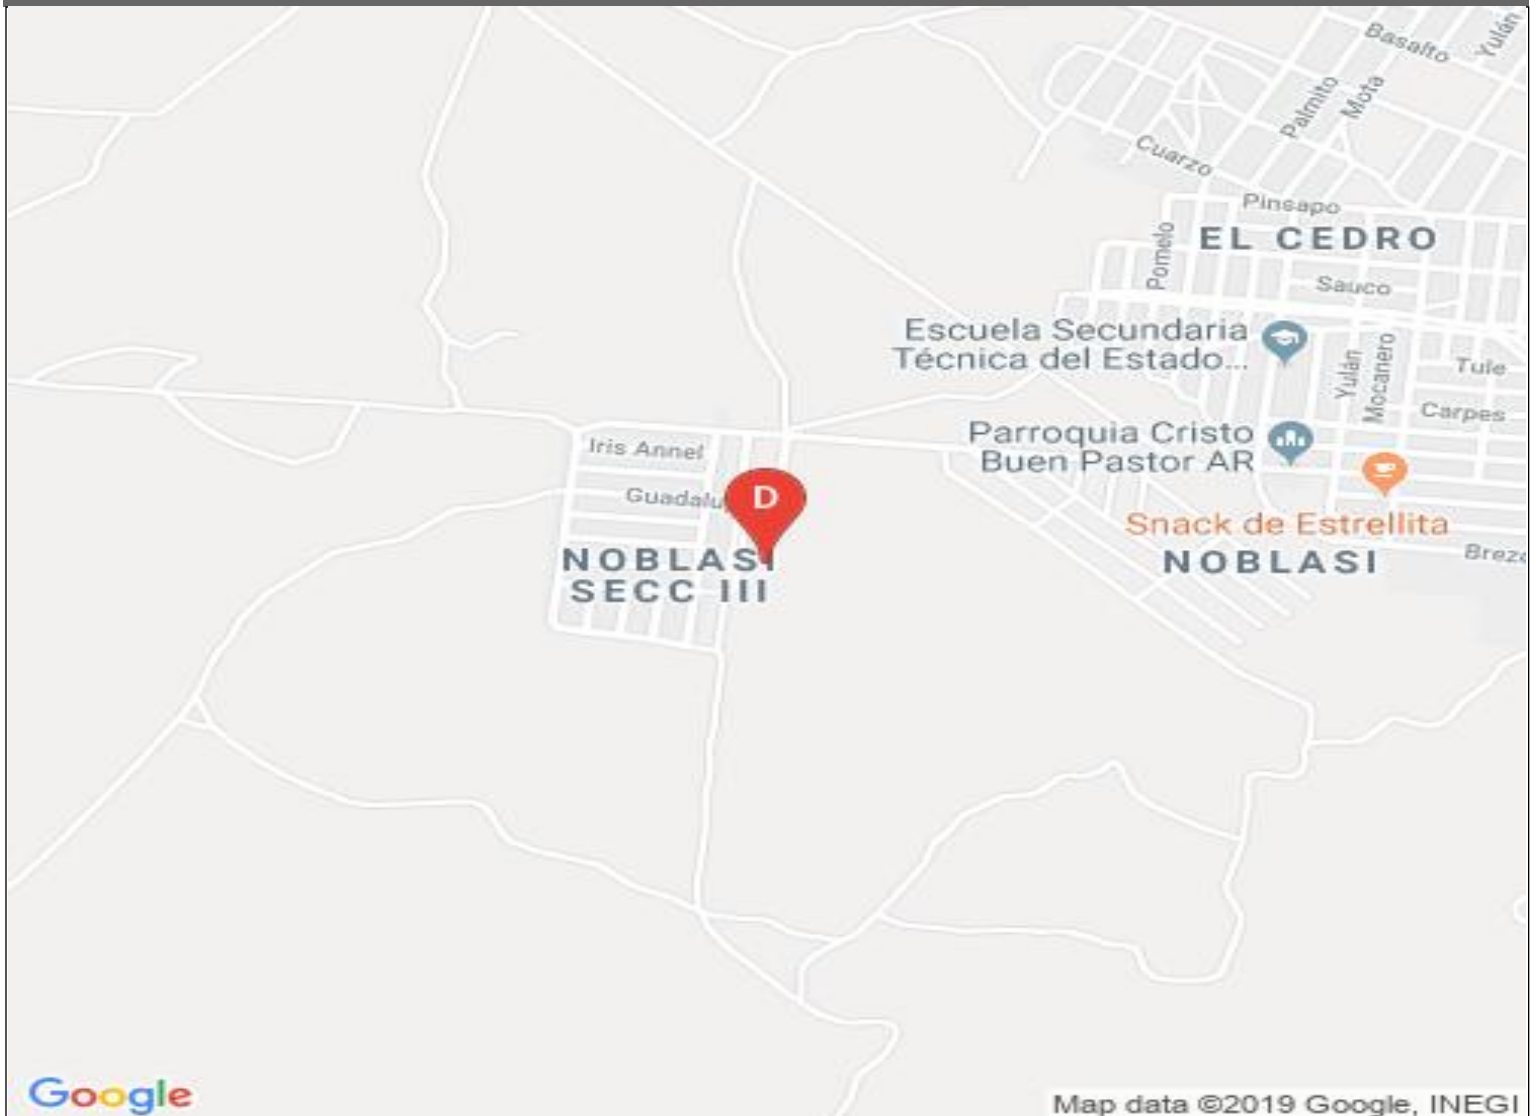 Basalto
Yulán
Palmito
Mota
Cuarzo
Pinsapo
Pomelo
EL CEDRO
Sauco
Escuela Secundaria
Técnica del Estado...
Yulán
Mocanero
Tule
Carpes
Parroquia Cristo
Buen Pastor AR
Iris Annel
D
Snack de Estrellita
NOBLASI
SECC III
NOBLASI
Google
Map data ©2019 Google, INEGI